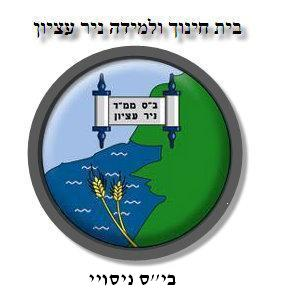 בית חינוך ולמידה ניר עציון
ב"ס ממ"ד
ניר עציון
בי"ס ניסויי